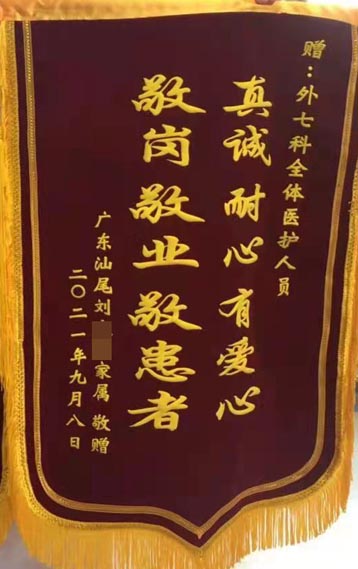 赠：外七科全体医护人员
真诚耐心有爱心
敬岗敬业敬患者
广东汕尾刘 家属 敬赠
二〇二一年九月八日